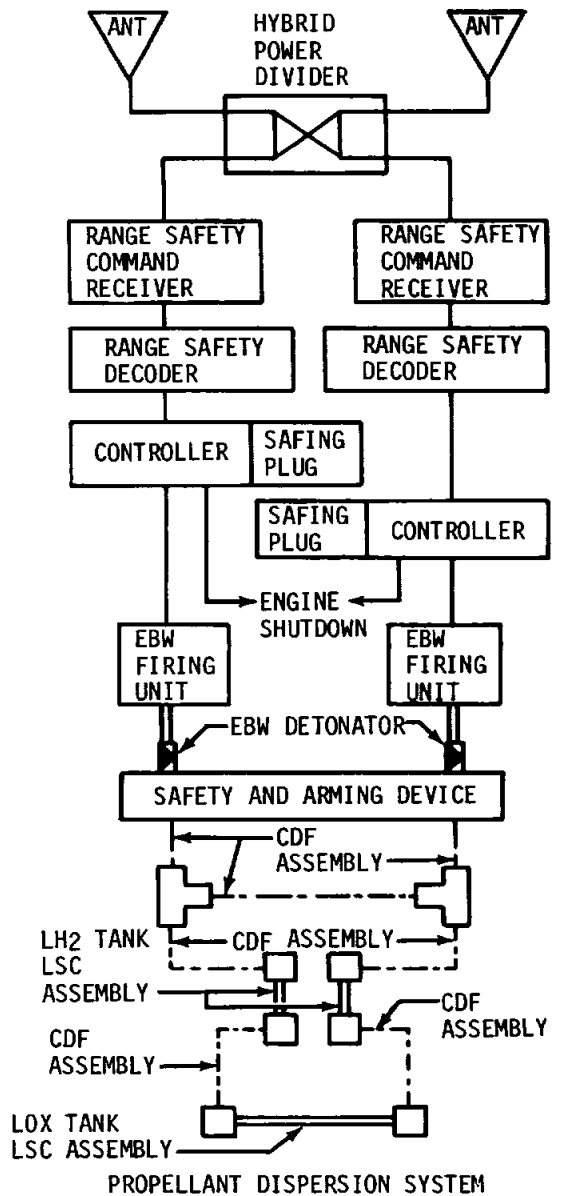 ANT
HYBRID
POWER
DIVIDER
ANT
RANGE SAFETY
COMMAND
RECEIVER
RANGE SAFETY
COMMAND
RECEIVER
RANGE SAFETY
DECODER
RANGE SAFETY
DECODER
CONTROLLER
SAFING
PLUG
SAFING
PLUG
CONTROLLER
ENGINE
SHUTDOWN
EBW
FIRING
UNIT
EBW
FIRING
UNIT
EBW DETONATOR
SAFETY AND ARMING DEVICE
CDF
ASSEMBLY
LH2 TANK
LSC
ASSEMBLY
CDF ASSEMBLY
CDF
ASSEMBLY
CDF
ASSEMBLY
LOX TANK
LSC ASSEMBLY
PROPELLANT DISPERSION SYSTEM